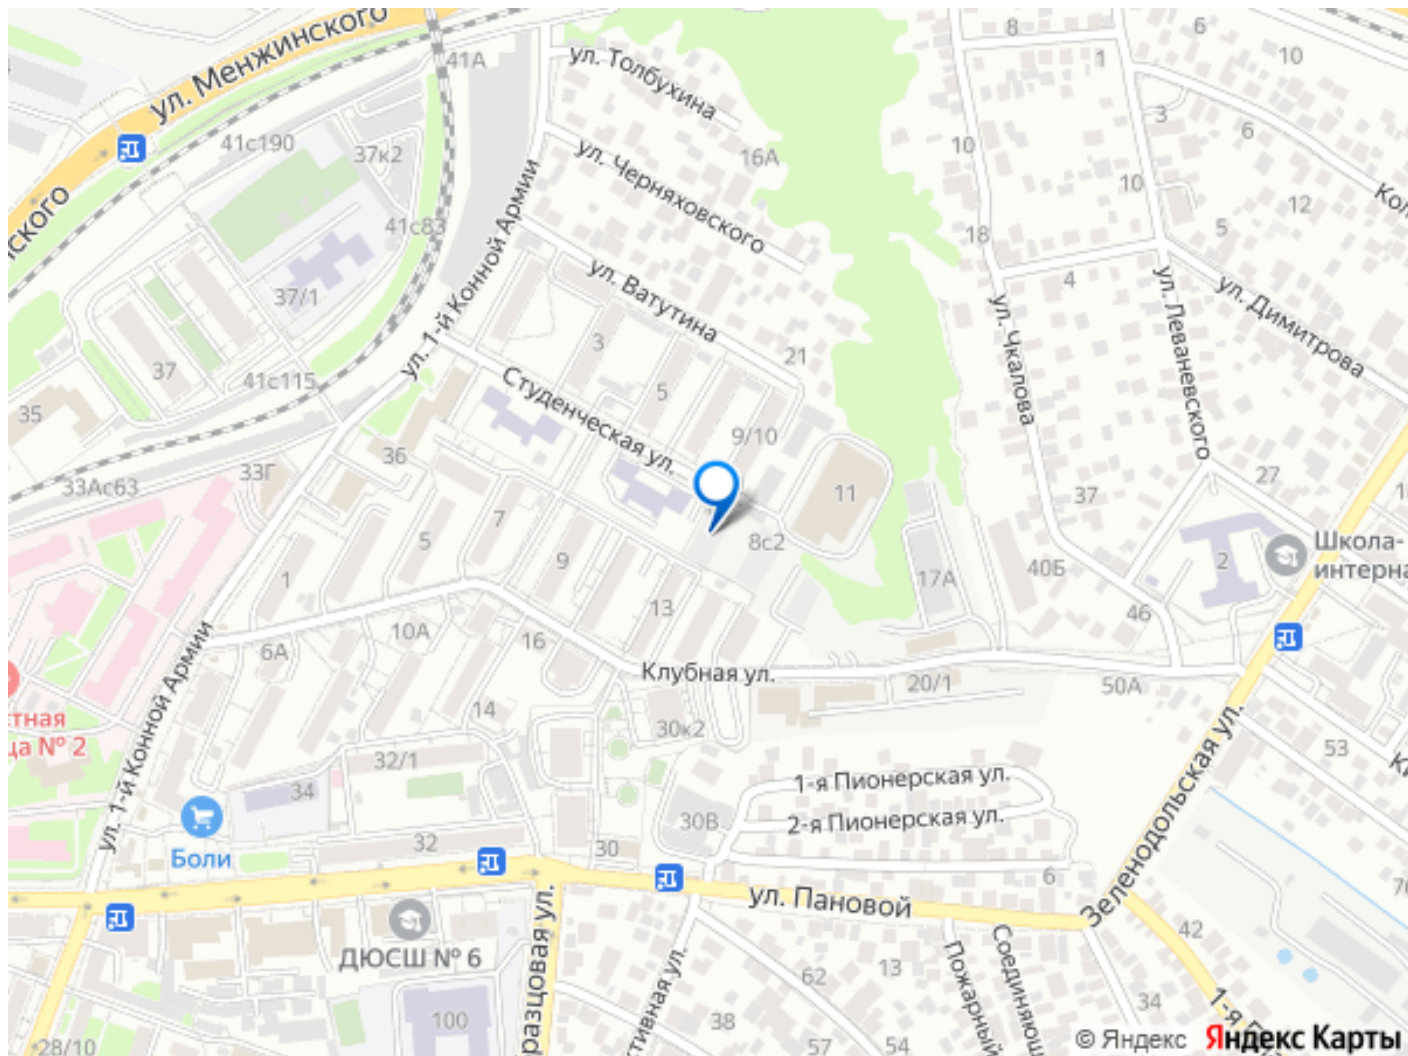 ул. Менжинского
41А
ул. Толбухина
8
1
6
10
41с190
37к2
16А
10
3
6
ул. Черняховского
10
12
41с83
18
5
ул. 1-й Конной Армии
ул. Ватутина
4
37/1
ул. Чкалова
ул. Леваневского
ул. Димитрова
3
21
37
41с115
5
35
Студенческая ул.
9/10
36
33Г
33Ас63
11
37
27
7
5
8с2
Школа-
2
9
1
17А
40Б
13
46
10А
16
6А
Клубная ул.
20/1
50А
14
30к2
№ 2
53
32/1
1-я Пионерская ул.
34
2-я Пионерская ул.
30В
ул. 1-й Конной Армии
Зеленодольская ул.
Боли
32
30
6
ул. Пановой
42
ДЮСШ № 6
62
13
34
100
38
28/10
57
54
© Яндекс Яндекс Карты